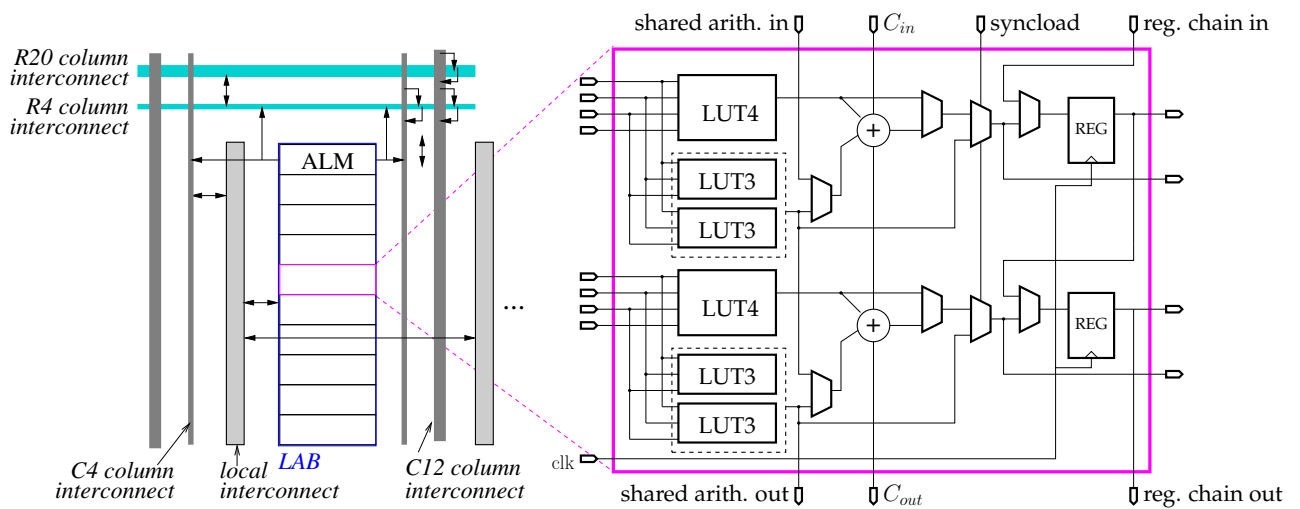 shared arith. in
C_in
syncload
reg. chain in
R20 column
interconnect
R4 column
interconnect
ALM
LUT4
LUT3
LUT3
+
REG
LUT4
LUT3
LUT3
+
REG
...
clk
C4 column
interconnect
local
interconnect
LAB
C12 column
interconnect
shared arith. out
C_out
reg. chain out